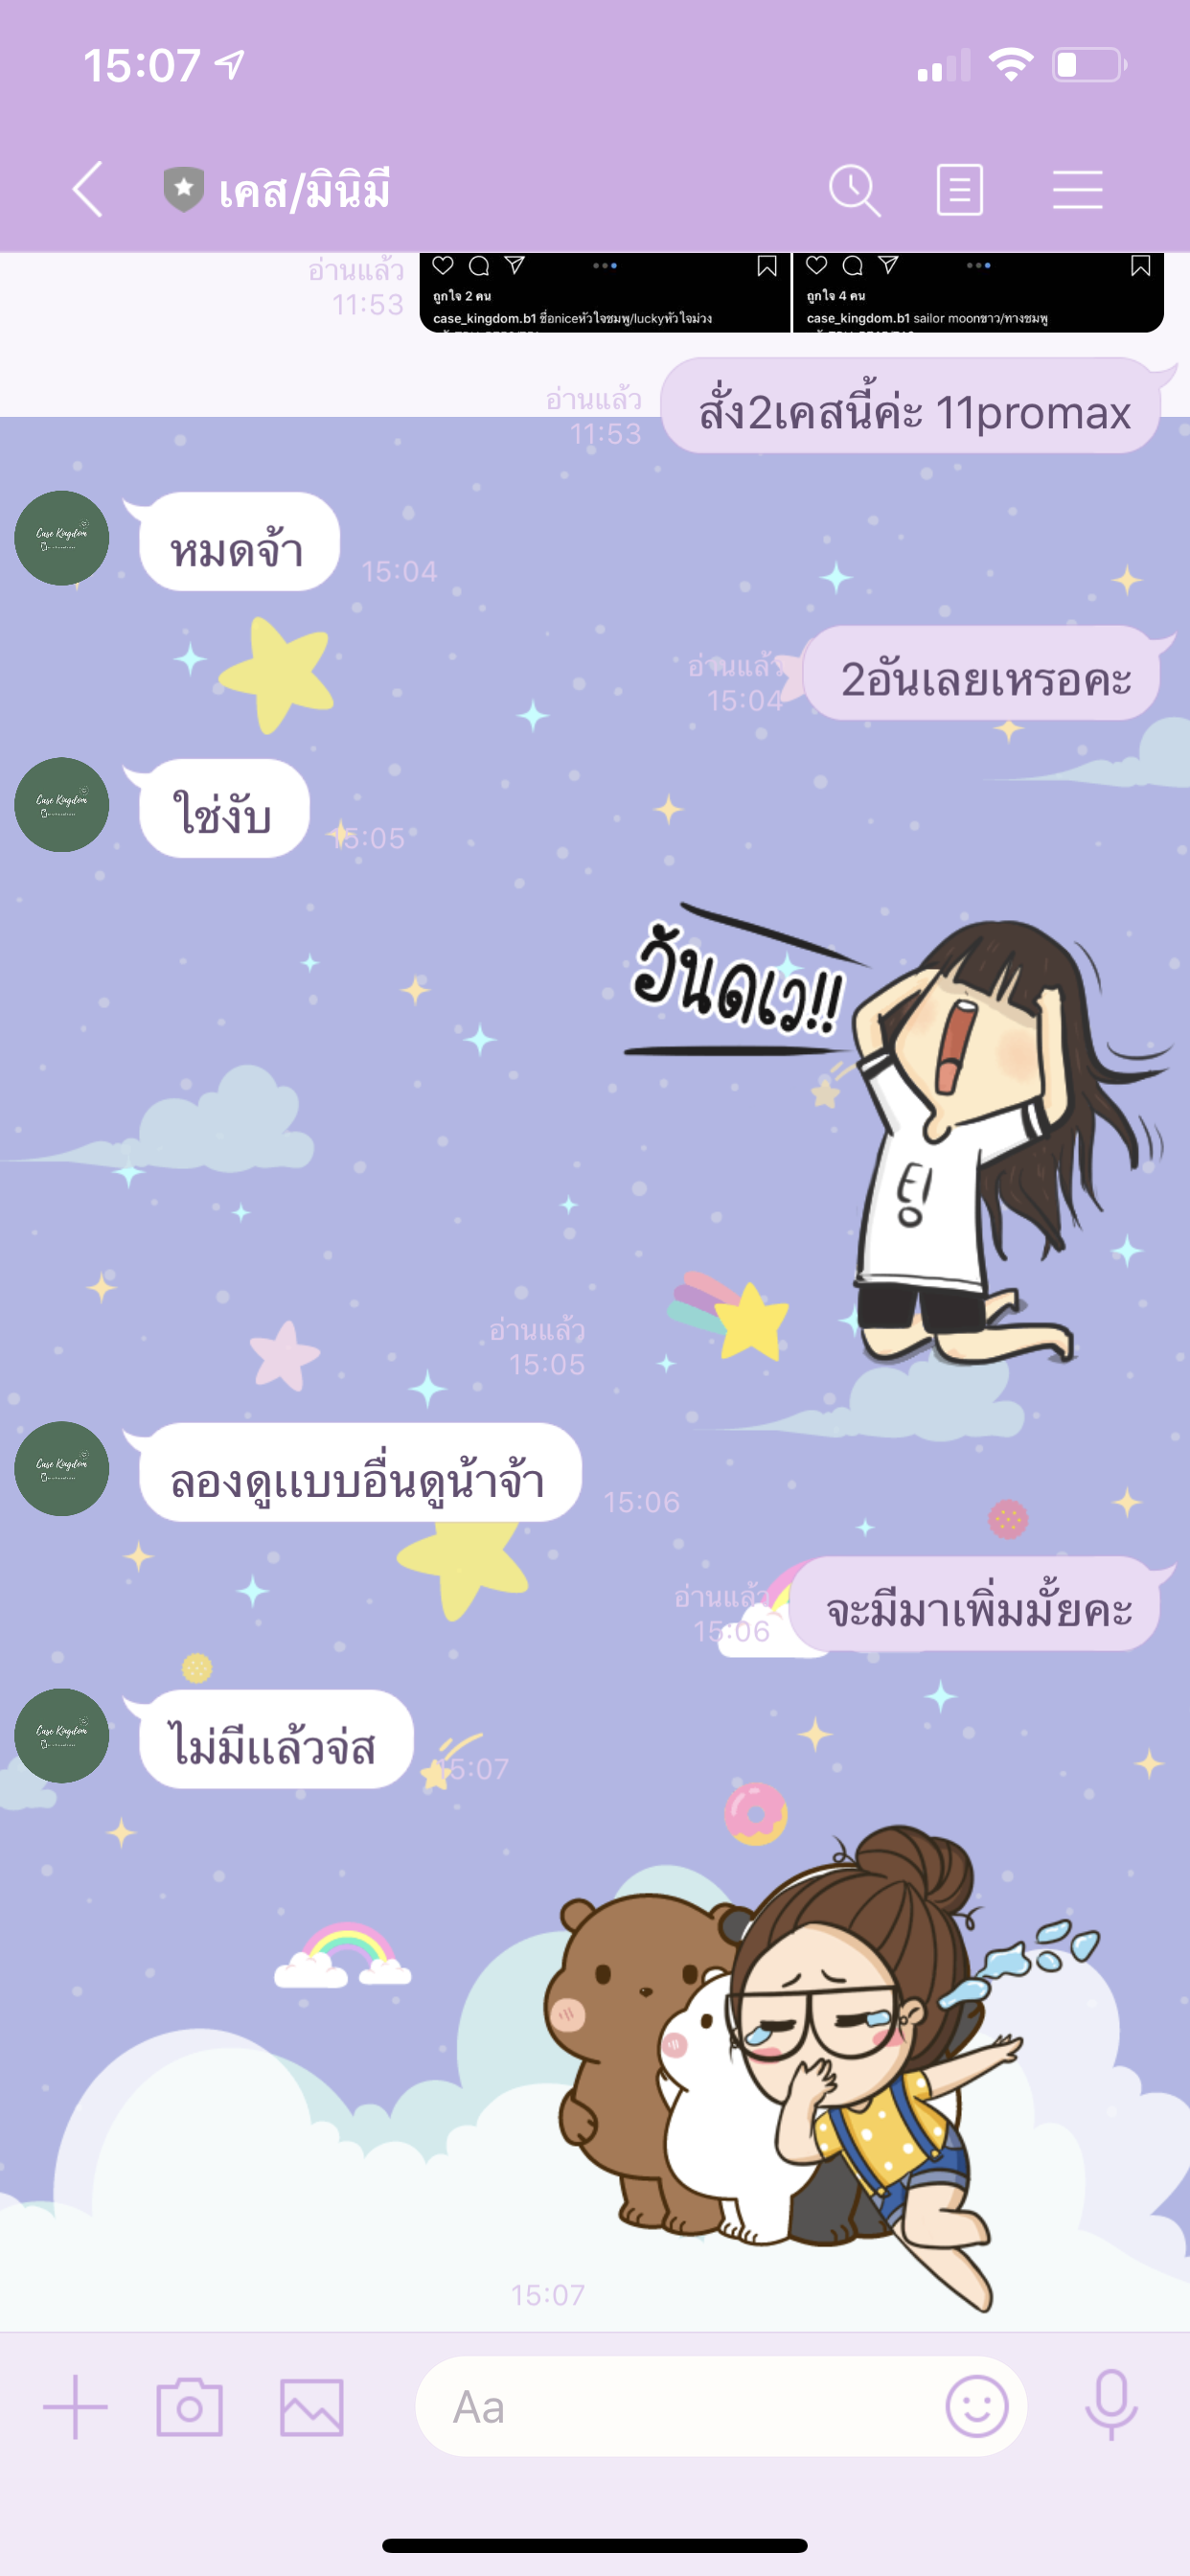 15:07
เคส/มินิมี
อ่านแล้ว
11:53
ถูกใจ 2 คน
case_kingdom.b1 ชื่อniceหัวใจชมพู/luckyหัวใจม่วง
ถูกใจ 4 คน
case_kingdom.b1 sailor moonขาว/ทางชมพู
อ่านแล้ว
11:53
สั่ง2เคสนี้ค่ะ 11promax
Case Kingdom
หมดจ้า
15:04
อ่านแล้ว
15:04
2อันเลยเหรอคะ
Case Kingdom
ใช่งับ
15:05
อันดเว!!
อ่านแล้ว
15:05
Case Kingdom
ลองดูแบบอื่นดูน้าจ้า
15:06
อ่านแล้ว
15:06
จะมีมาเพิ่มมั้ยคะ
Case Kingdom
ไม่มีแล้วจ่ส
15:07
15:07
Aa